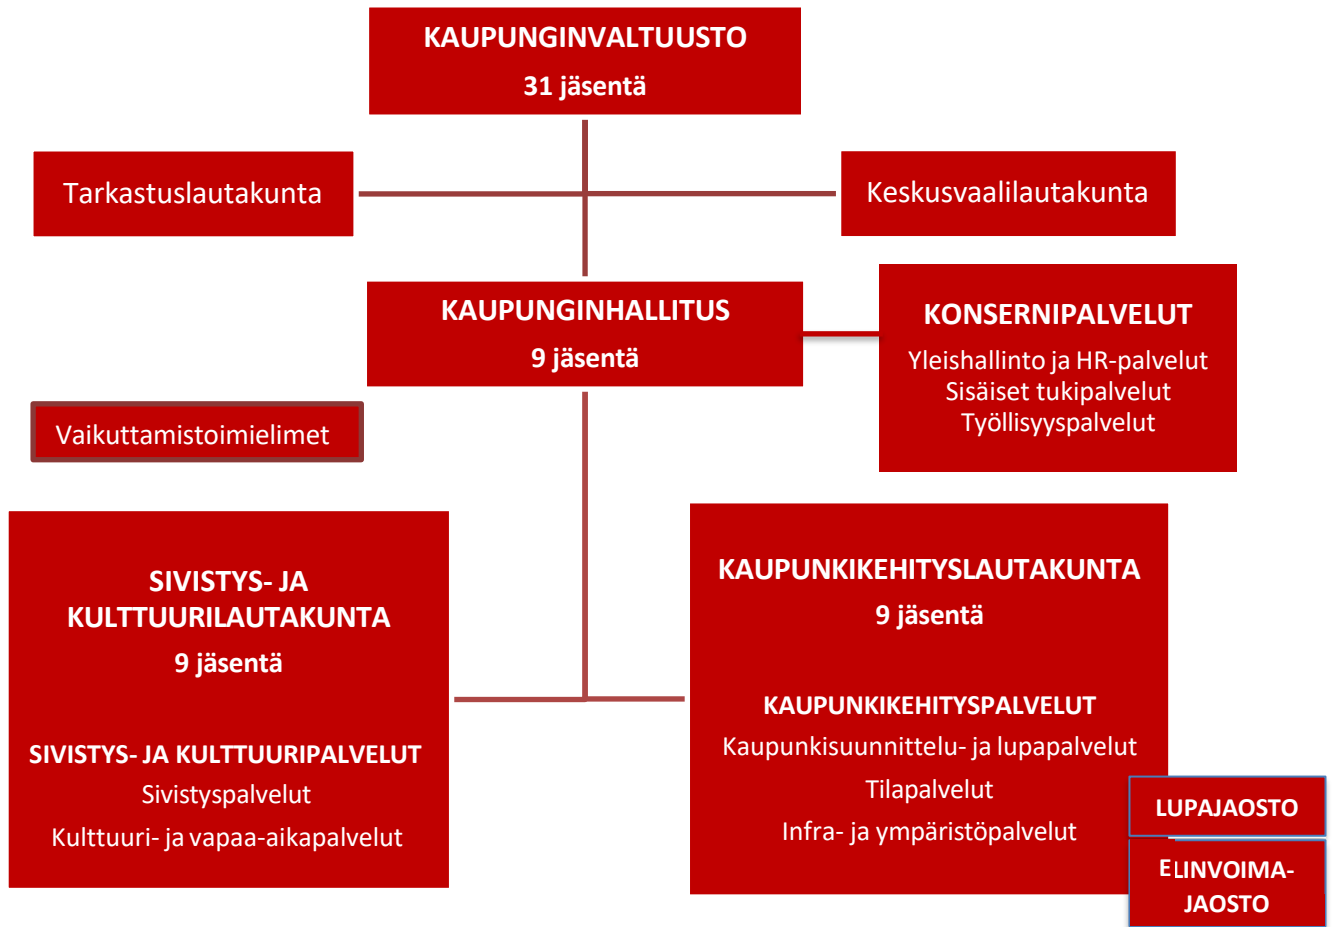 KAUPUNGINVALTUUSTO
31 jäsentä
Tarkastuslautakunta
Keskusvaalilautakunta
KAUPUNGINHALLITUS
9 jäsentä
KONSERNIPALVELUT
Yleishallinto ja HR-palvelut
Sisäiset tukipalvelut
Työllisyyspalvelut
Vaikuttamistoimielimet
SIVISTYS- JA
KULTTUURILAUTAKUNTA
9 jäsentä
SIVISTYS- JA KULTTUURIPALVELUT
Sivistyspalvelut
Kulttuuri- ja vapaa-aikapalvelut
KAUPUNKIKEHITYSLAUTAKUNTA
9 jäsentä
KAUPUNKIKEHITYSPALVELUT
Kaupunkisuunnittelu- ja lupapalvelut
Tilapalvelut
Infra- ja ympäristöpalvelut
LUPAJAOSTO
ELINVOIMA-
JAOSTO